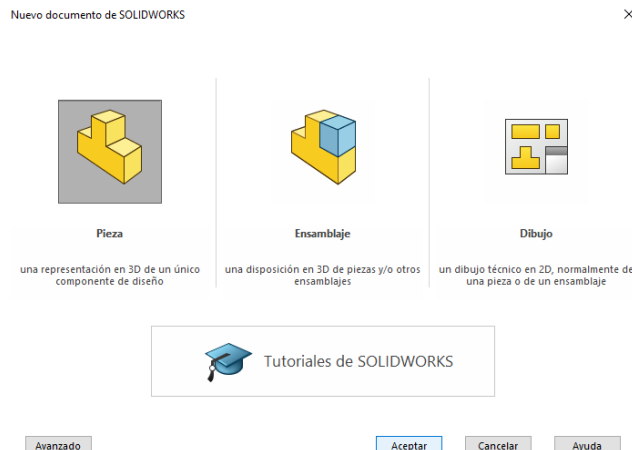 Nuevo documento de SOLIDWORKS
Pieza
una representación en 3D de un único
componente de diseño
Ensamblaje
una disposición en 3D de piezas y/o otros
ensamblajes
Dibujo
un dibujo técnico en 2D, normalmente de
una pieza o de un ensamblaje
Tutoriales de SOLIDWORKS
Avanzado
Aceptar
Cancelar
Ayuda